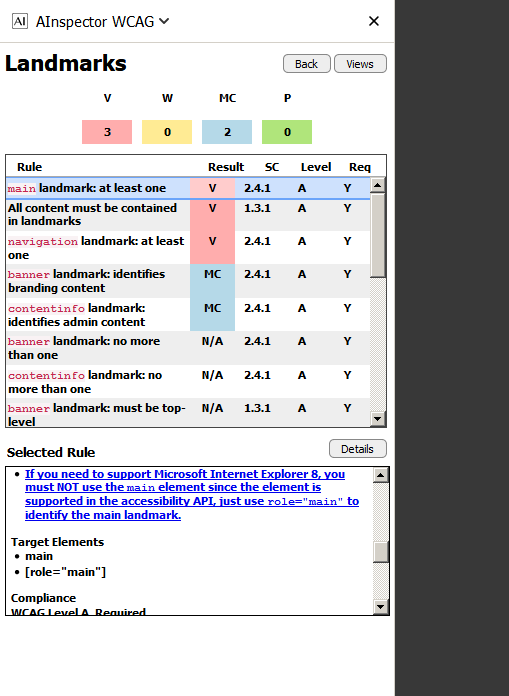 AI AInspector WCAG
Landmarks
Back Views
V W MC P
3 0 2 0
Rule Result SC Level Req
main landmark: at least one V 2.4.1 A Y
All content must be contained V 1.3.1 A Y
in landmarks
navigation landmark: at least V 2.4.1 A Y
one
banner landmark: identifies MC 2.4.1 A Y
branding content
contentinfo landmark: MC 2.4.1 A Y
identifies admin content
banner landmark: no more N/A 2.4.1 A Y
than one
contentinfo landmark: no N/A 2.4.1 A Y
more than one
banner landmark: must be top- N/A 1.3.1 A Y
level
Selected Rule Details
• If you need to support Microsoft Internet Explorer 8, you
must NOT use the main element since the element is
supported in the accessibility API, just use role="main" to
identify the main landmark.
Target Elements
• main
• [role="main"]
Compliance
WCAG Level A, Required